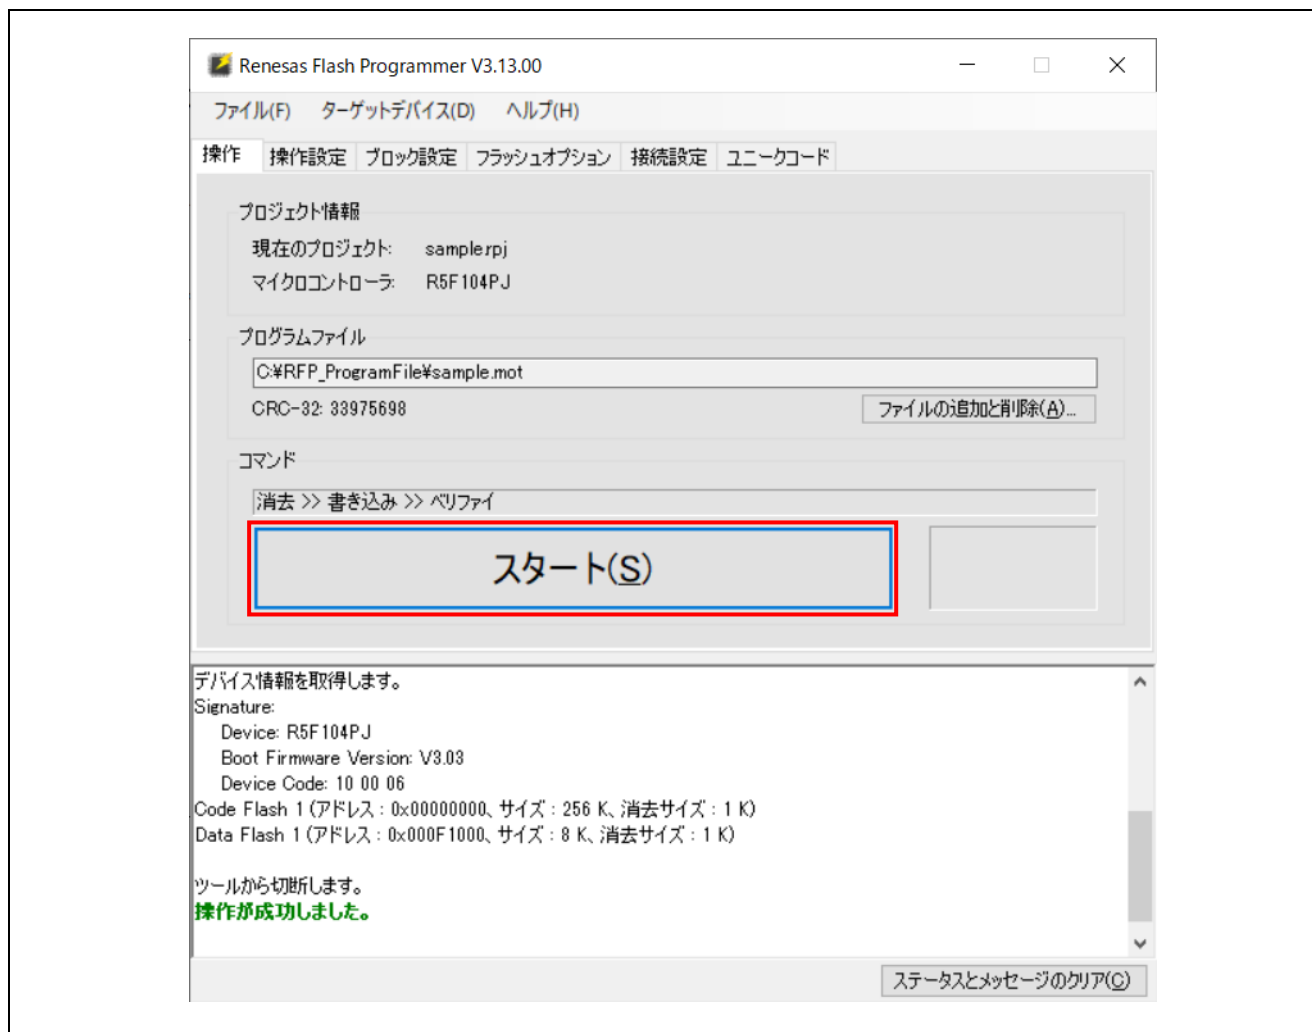 Renesas Flash Programmer V3.13.00
ファイル(F) ターゲットデバイス(D) ヘルプ(H)
操作 操作設定 ブロック設定 フラッシュオプション 接続設定 ユニークコード
プロジェクト情報
現在のプロジェクト: sample.rpj
マイクロコントローラ: R5F104PJ
プログラムファイル
C:¥RFP_ProgramFile¥sample.mot
CRC-32: 33975698 ファイルの追加と削除(A)...
コマンド
消去 >> 書き込み >> ベリファイ
スタート(S)
デバイス情報を取得します。
Signature:
Device: R5F104PJ
Boot Firmware Version: V3.03
Device Code: 10 00 06
Code Flash 1 (アドレス : 0x00000000、サイズ : 256 K、消去サイズ : 1 K)
Data Flash 1 (アドレス : 0x000F1000、サイズ : 8 K、消去サイズ : 1 K)
ツールから切断します。
操作が成功しました。
ステータスとメッセージのクリア(C)